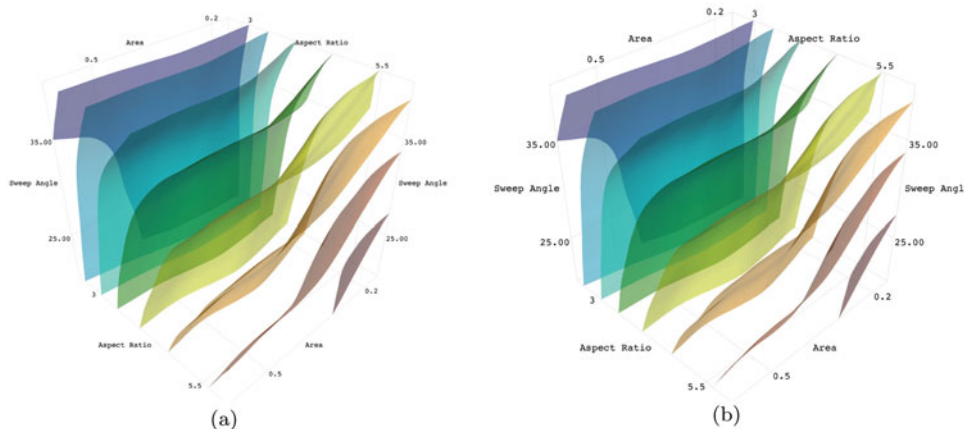 0.2
3
Area
Aspect Ratio
0.5
5.5
35.00
35.00
Sweep Angle
Sweep Angle
25.00
25.00
3
0.2
Aspect Ratio
Area
0.5
5.5
(a)
0.2
3
Area
Aspect Ratio
0.5
5.5
35.00
35.00
Sweep Angle
Sweep Angl
25.00
25.00
3
0.2
Aspect Ratio
Area
0.5
5.5
(b)